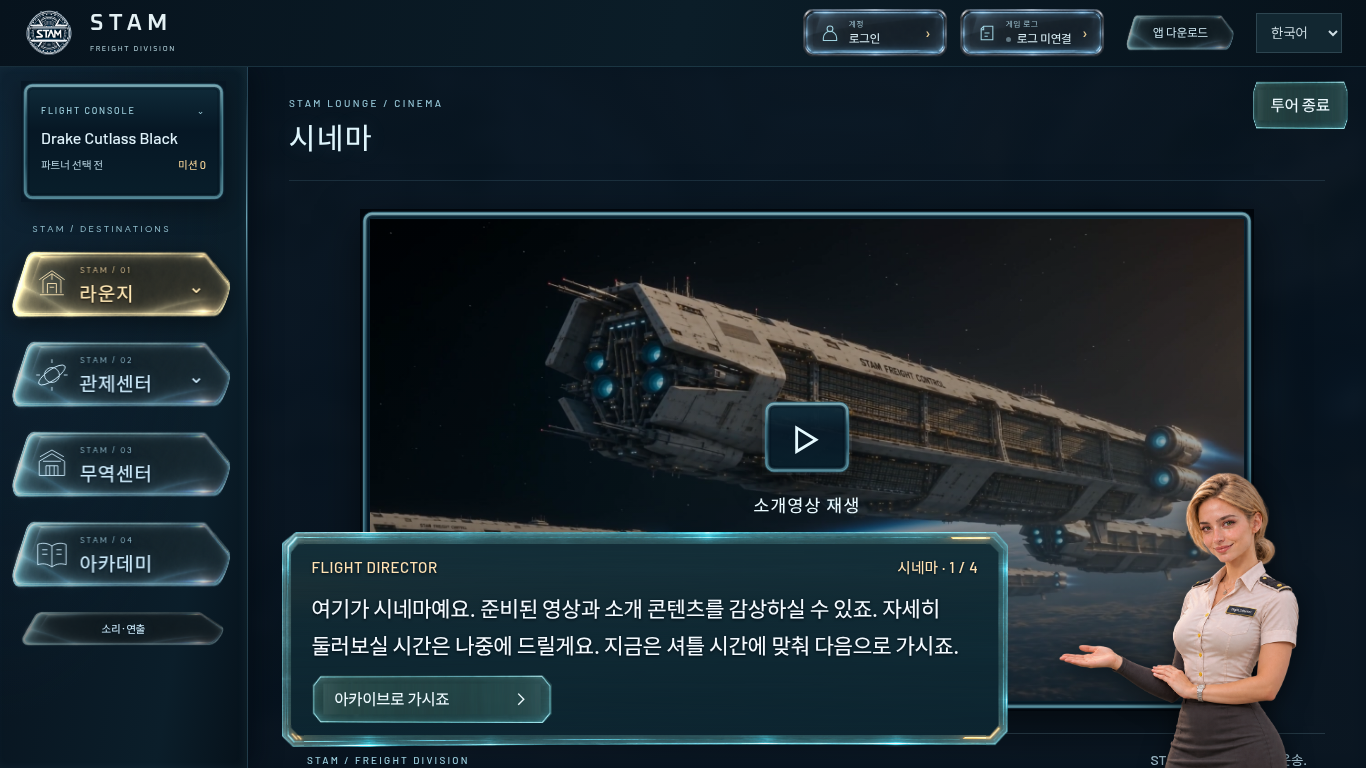 STAM
STAM
FREIGHT DIVISION
계정
로그인
게임 로그
로그 미연결
앱 다운로드
한국어
FLIGHT CONSOLE
Drake Cutlass Black
파트너 선택 전
미션 0
STAM / DESTINATIONS
STAM / 01
라운지
STAM / 02
관제센터
STAM / 03
무역센터
STAM / 04
아카데미
소리 · 연출
STAM LOUNGE / CINEMA
시네마
투어 종료
STAM FREIGHT CONTROL
소개영상 재생
FLIGHT DIRECTOR
시네마 · 1 / 4
여기가 시네마예요. 준비된 영상과 소개 콘텐츠를 감상하실 수 있죠. 자세히
둘러보실 시간은 나중에 드릴게요. 지금은 셔틀 시간에 맞춰 다음으로 가시죠.
아카이브로 가시죠
STAM / FREIGHT DIVISION